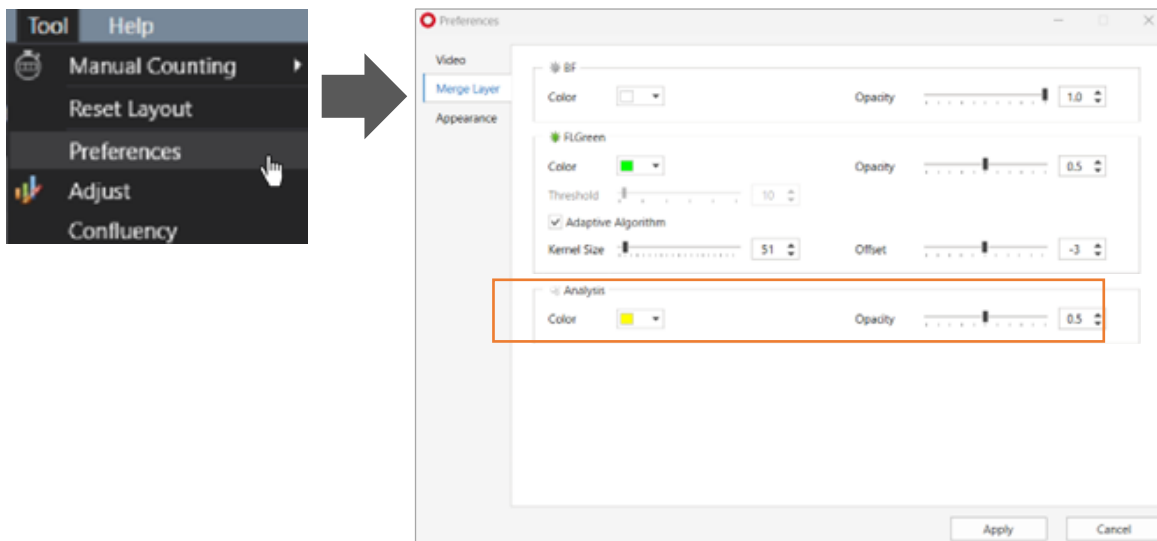 Tool Help
Manual Counting
Reset Layout
Preferences
Adjust
Confluency
Preferences
Video
Merge Layer
Appearance
BF
Color Opacity 1.0
FLGreen
Color Opacity 0.5
Threshold 10
Adaptive Algorithm
Kernel Size 51 Offset -3
Analysis
Color Opacity 0.5
Apply Cancel